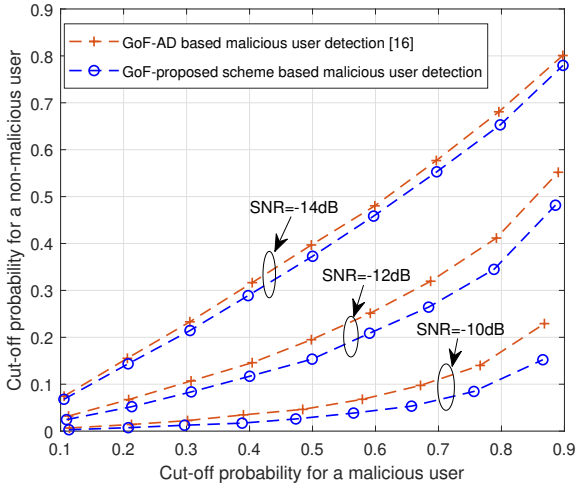 0.9
0.8
0.7
0.6
0.5
0.4
0.3
0.2
0.1
0
Cut-off probability for a non-malicious user
GoF-AD based malicious user detection [16]
GoF-proposed scheme based malicious user detection
SNR=-14dB
SNR=-12dB
SNR=-10dB
0.1 0.2 0.3 0.4 0.5 0.6 0.7 0.8 0.9
Cut-off probability for a malicious user